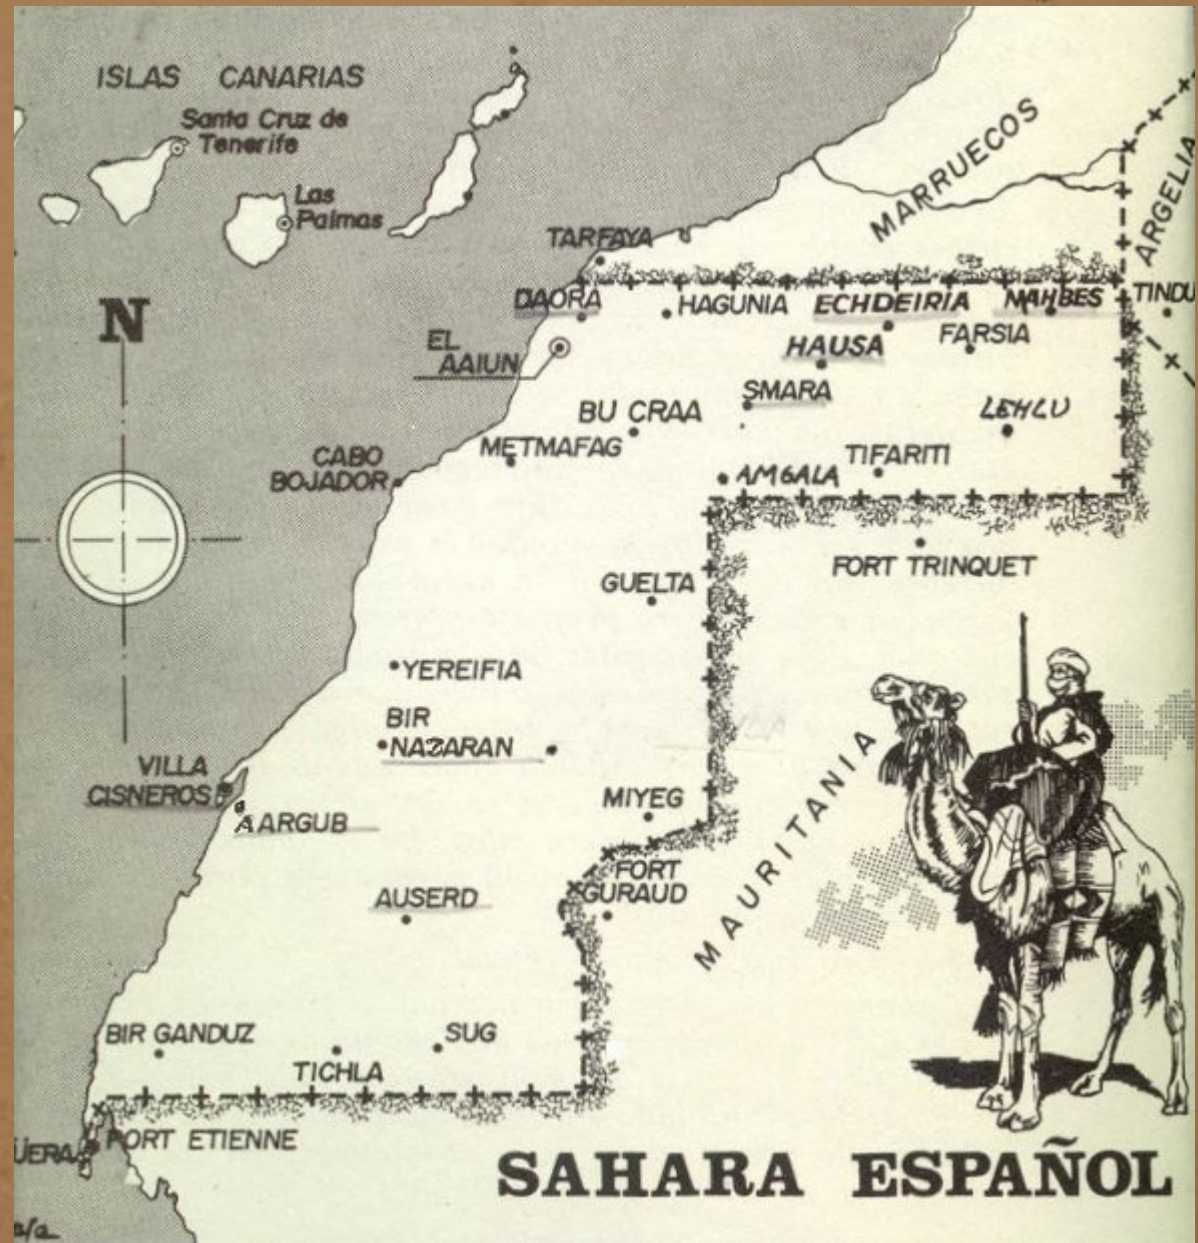 ISLAS CANARIAS
Santa Cruz de
Tenerife
Las
Palmas
MARRUECOS
ARGELIA
TARFAYA
N
DAORA
HAGUNIA
ECHDEIRIA
MAHBES
TINDU
EL
AAIUN
HAUSA
FARSIA
SMARA
BU CRAA
LEHLU
METMAFAG
CABO
BOJADOR
TIFARITI
AMGALA
FORT TRINQUET
GUELTA
YEREIFIA
BIR
NAZARAN
VILLA
CISNEROS
AARGUB
MIYEG
MAURITANIA
FORT
GURAUD
AUSERD
BIR GANDUZ
SUG
TICHLA
PORT ETIENNE
ÜERA
SAHARA ESPAÑOL